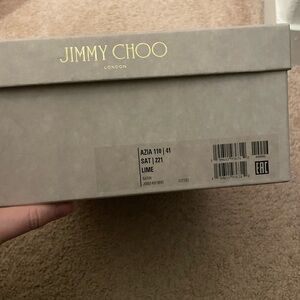 JIMMY CHOO
LONDON
AZIA 110 | 41
SAT | 221
LIME
EAC